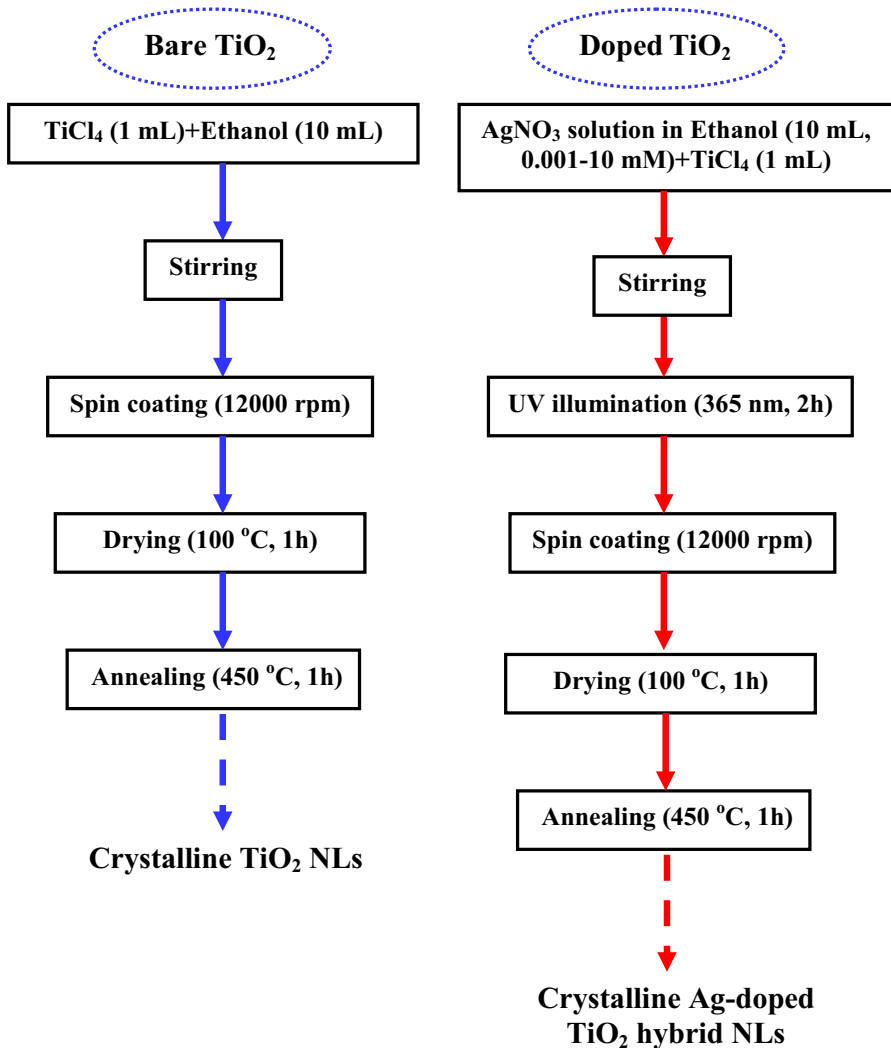 Bare TiO₂
TiCl₄ (1 mL)+Ethanol (10 mL)
Stirring
Spin coating (12000 rpm)
Drying (100 °C, 1h)
Annealing (450 °C, 1h)
Crystalline TiO₂ NLs
Doped TiO₂
AgNO₃ solution in Ethanol (10 mL,
0.001-10 mM)+TiCl₄ (1 mL)
Stirring
UV illumination (365 nm, 2h)
Spin coating (12000 rpm)
Drying (100 °C, 1h)
Annealing (450 °C, 1h)
Crystalline Ag-doped
TiO₂ hybrid NLs